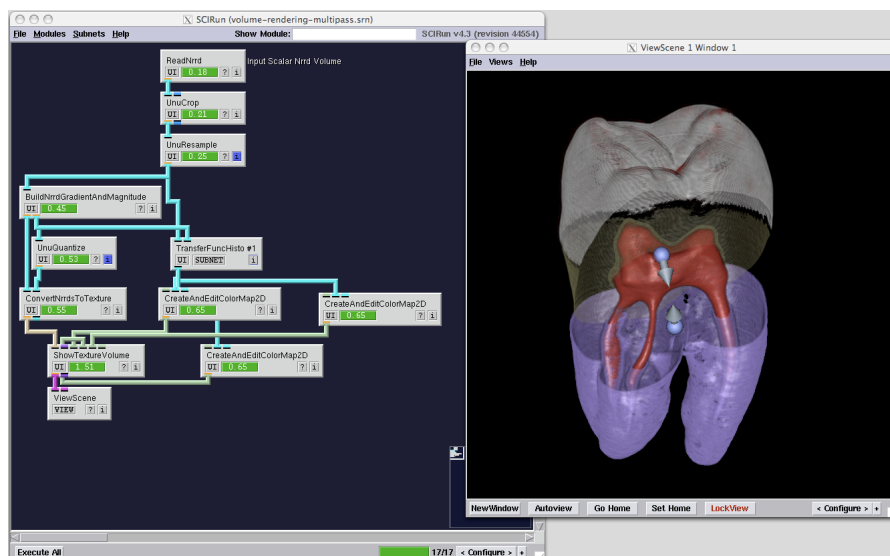 SCIRun (volume-rendering-multipass.srn)
File Modules Subnets Help Show Module: SCIRun v4.3 (revision 44554)
ReadNrrd
UI 0.18 ? i
Input Scalar Nrrd Volume
UnuCrop
UI 0.21 ? i
UnuResample
UI 0.25 ? i
BuildNrrdGradientAndMagnitude
UI 0.45 ? i
UnuQuantize
UI 0.53 ? i
TransferFuncHisto #1
UI SUBNET i
ConvertNrrdsToTexture
UI 0.55 ? i
CreateAndEditColorMap2D
UI 0.65 ? i
CreateAndEditColorMap2D
UI 0.65 ? i
ShowTextureVolume
UI 1.51 ? i
CreateAndEditColorMap2D
UI 0.65 ? i
ViewScene
VIEW ? i
Execute All 17/17 < Configure > +
ViewScene 1 Window 1
File Views Help
NewWindow Autoview Go Home Set Home LockView < Configure > +